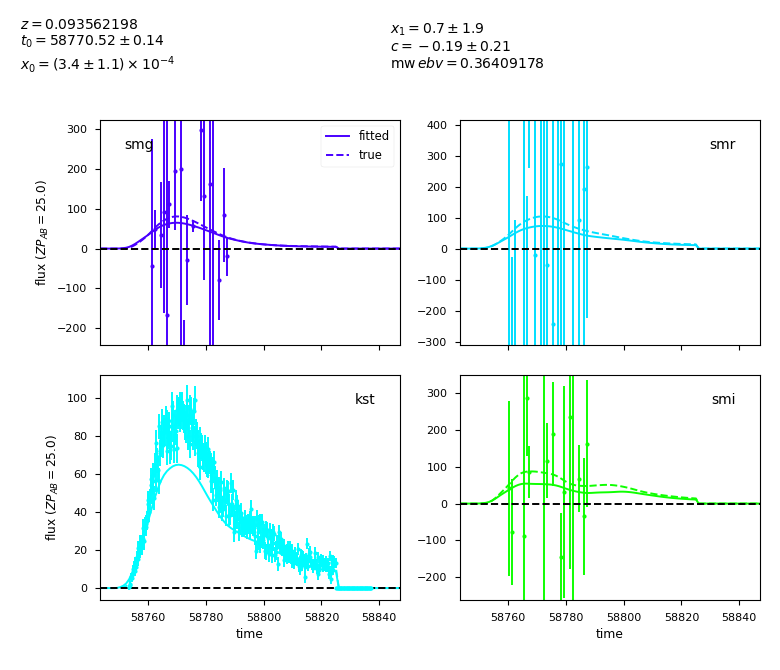 z = 0.093562198
t₀ = 58770.52 ± 0.14
x₀ = (3.4 ± 1.1) × 10⁻⁴
x₁ = 0.7 ± 1.9
c = −0.19 ± 0.21
mw ebv = 0.36409178
smg
fitted
true
300
200
100
0
−100
−200
flux (ZP_AB = 25.0)
smr
400
300
200
100
0
−100
−200
−300
kst
100
80
60
40
20
0
flux (ZP_AB = 25.0)
58760 58780 58800 58820 58840
time
smi
300
200
100
0
−100
−200
58760 58780 58800 58820 58840
time